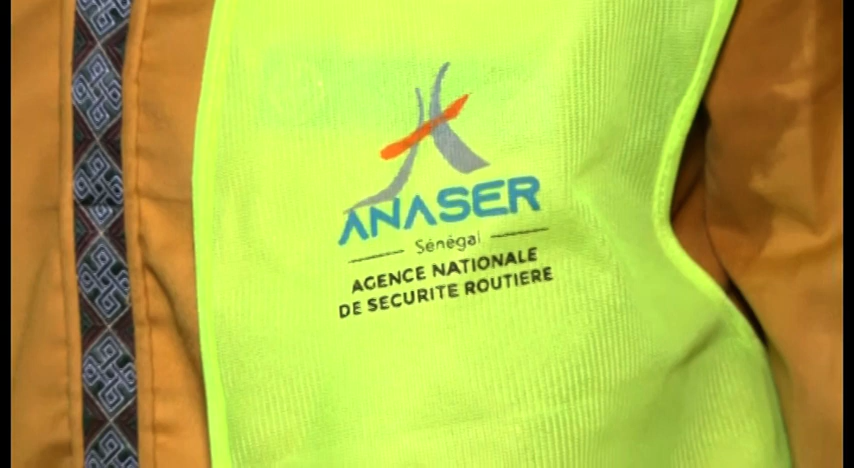 ANASER
Sénégal
AGENCE NATIONALE
DE SECURITE ROUTIERE